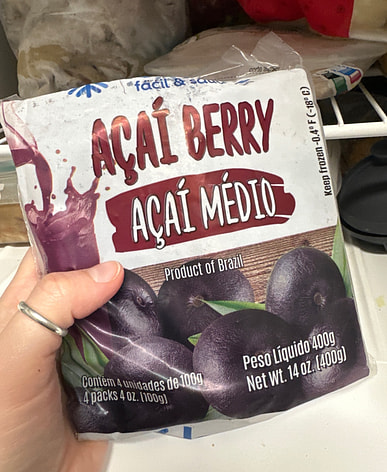 fácil &
AÇAÍ BERRY
AÇAÍ MÉDIO
Product of Brazil
Keep frozen -0.4° F (-18° C)
Peso Líquido 400g
Net Wt. 14 oz. (400g)
Contém 4 unidades de 100g
4 packs 4 oz. (100g)